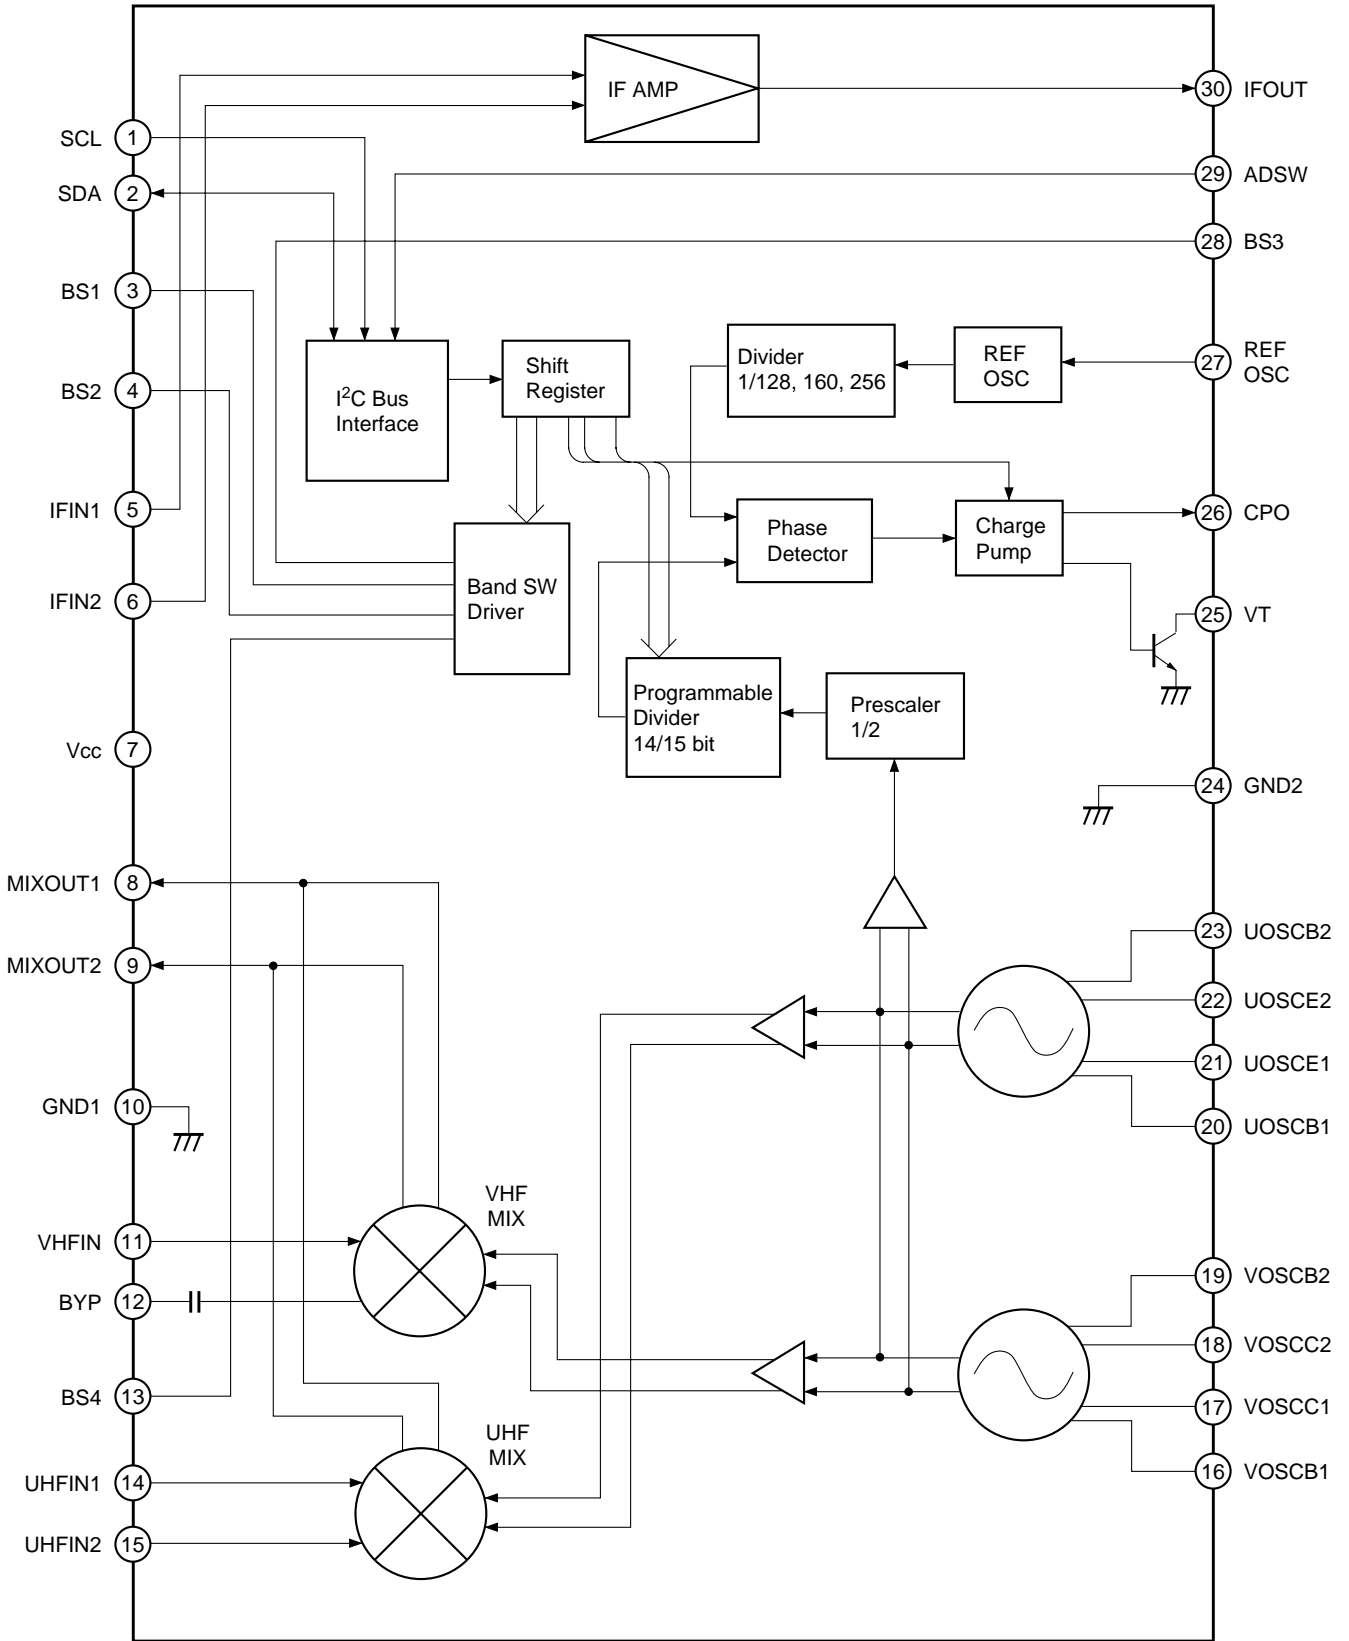 IF AMP
30 IFOUT
SCL 1
29 ADSW
SDA 2
28 BS3
BS1 3
Divider
1/128, 160, 256
REF
OSC
27 REF
OSC
Shift
Register
BS2 4
I²C Bus
Interface
IFIN1 5
Phase
Detector
Charge
Pump
26 CPO
IFIN2 6
Band SW
Driver
25 VT
Programmable
Divider
14/15 bit
Prescaler
1/2
Vcc 7
24 GND2
MIXOUT1 8
23 UOSCB2
MIXOUT2 9
22 UOSCE2
21 UOSCE1
GND1 10
20 UOSCB1
VHF
MIX
VHFIN 11
19 VOSCB2
BYP 12
18 VOSCC2
BS4 13
17 VOSCC1
UHF
MIX
UHFIN1 14
16 VOSCB1
UHFIN2 15